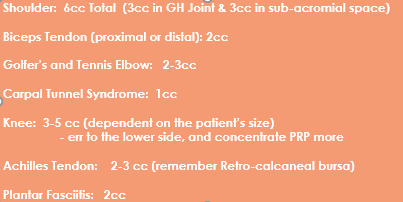 Shoulder: 6cc Total (3cc in GH Joint & 3cc in sub-acromial space)
Biceps Tendon (proximal or distal): 2cc
Golfer's and Tennis Elbow: 2-3cc
Carpal Tunnel Syndrome: 1cc
Knee: 3-5 cc (dependent on the patient's size)
- err to the lower side, and concentrate PRP more
Achilles Tendon: 2-3 cc (remember Retro-calcaneal bursa)
Plantar Fasciitis: 2cc